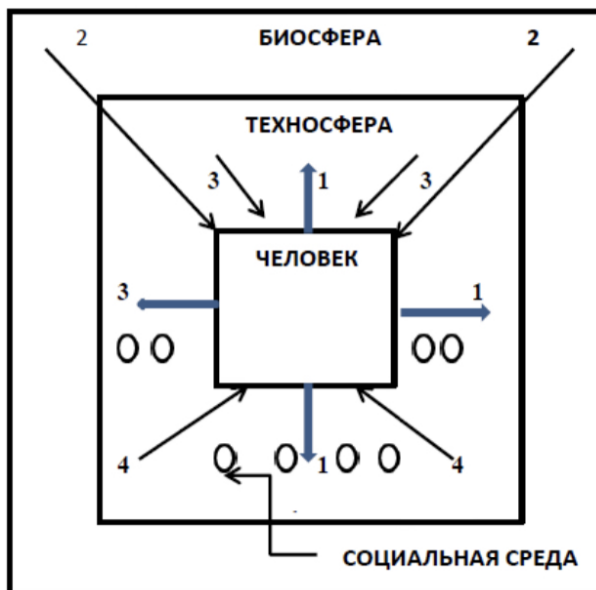 2 БИОСФЕРА 2
ТЕХНОСФЕРА
3 1 3
ЧЕЛОВЕК
3 1
4 1 4
СОЦИАЛЬНАЯ СРЕДА